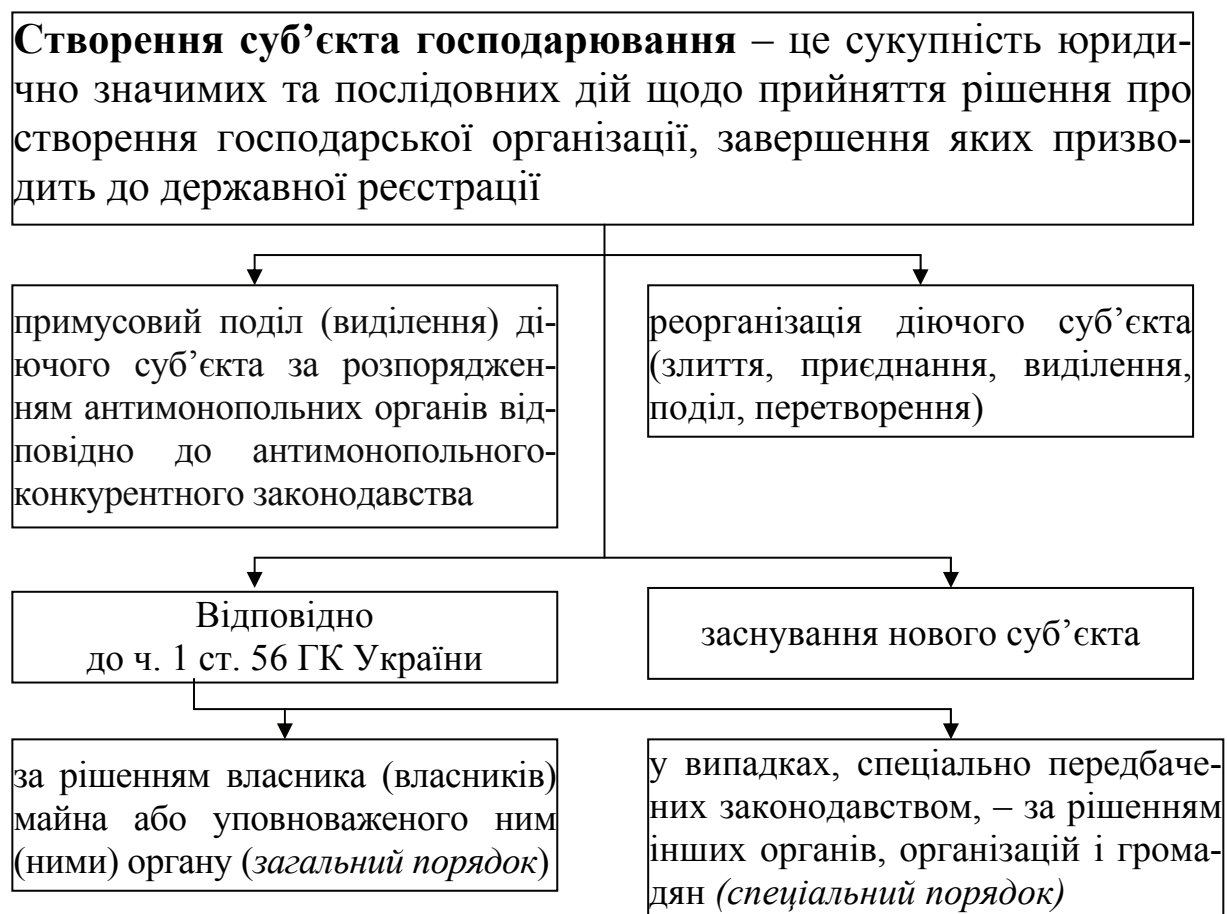 Створення суб’єкта господарювання – це сукупність юриди-
чно значимих та послідовних дій щодо прийняття рішення про
створення господарської організації, завершення яких призво-
дить до державної реєстрації
примусовий поділ (виділення) ді-
ючого суб’єкта за розпоряджен-
ням антимонопольних органів від-
повідно до антимонопольного-
конкурентного законодавства
реорганізація діючого суб’єкта
(злиття, приєднання, виділення,
поділ, перетворення)
Відповідно
до ч. 1 ст. 56 ГК України
заснування нового суб’єкта
за рішенням власника (власників)
майна або уповноваженого ним
(ними) органу (загальний порядок)
у випадках, спеціально передбаче-
них законодавством, – за рішенням
інших органів, організацій і грома-
дян (спеціальний порядок)